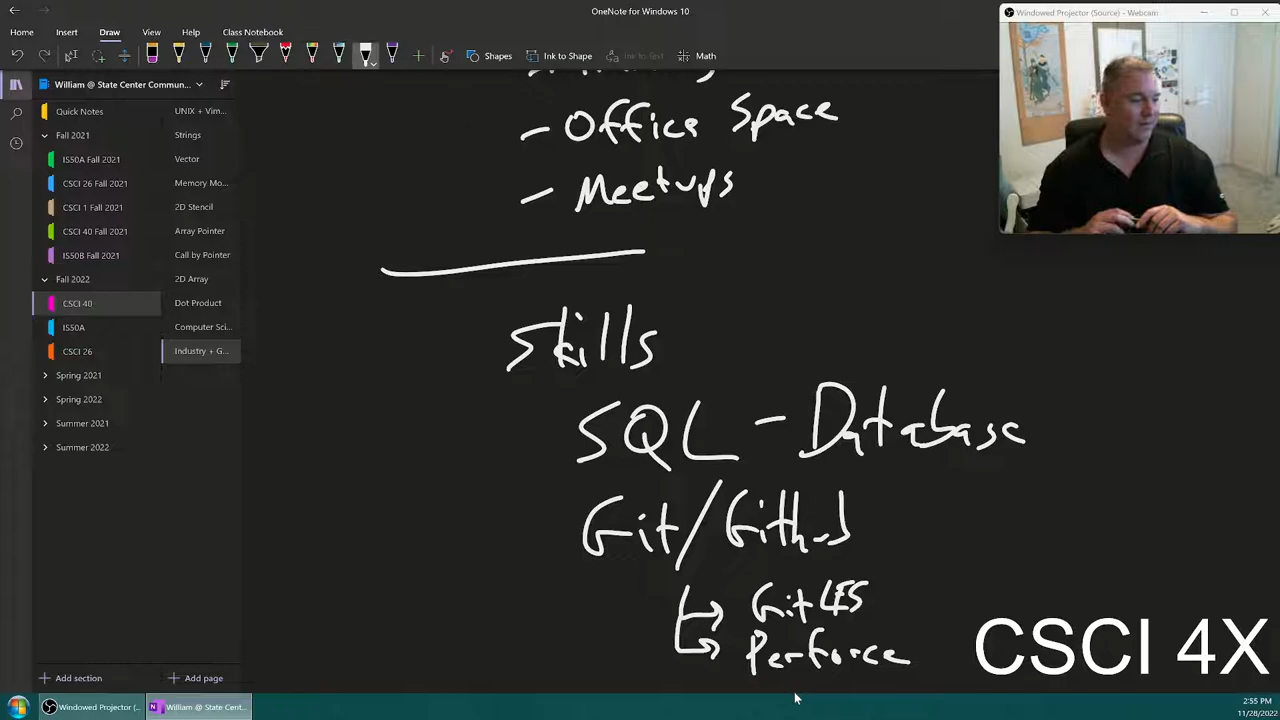 OneNote for Windows 10
Windowed Projector (Source) - Webcam
Home
Insert
Draw
View
Help
Class Notebook
Shapes
Ink to Shape
Ink to Text
Math
William @ State Center Commun...
Quick Notes
Fall 2021
IS50A Fall 2021
CSCI 26 Fall 2021
CSCI 1 Fall 2021
CSCI 40 Fall 2021
IS50B Fall 2021
Fall 2022
CSCI 40
IS50A
CSCI 26
Spring 2021
Spring 2022
Summer 2021
Summer 2022
Add section
UNIX + Vim...
Strings
Vector
Memory Mo...
2D Stencil
Array Pointer
Call by Pointer
2D Array
Dot Product
Computer Sci...
Industry + G...
Add page
- Office Space
- Meetups
Skills
SQL - Database
Git/Github
Git LFS
Perforce
CSCI 4X
Windowed Projector (...
William @ State Cent...
2:55 PM
11/28/2022